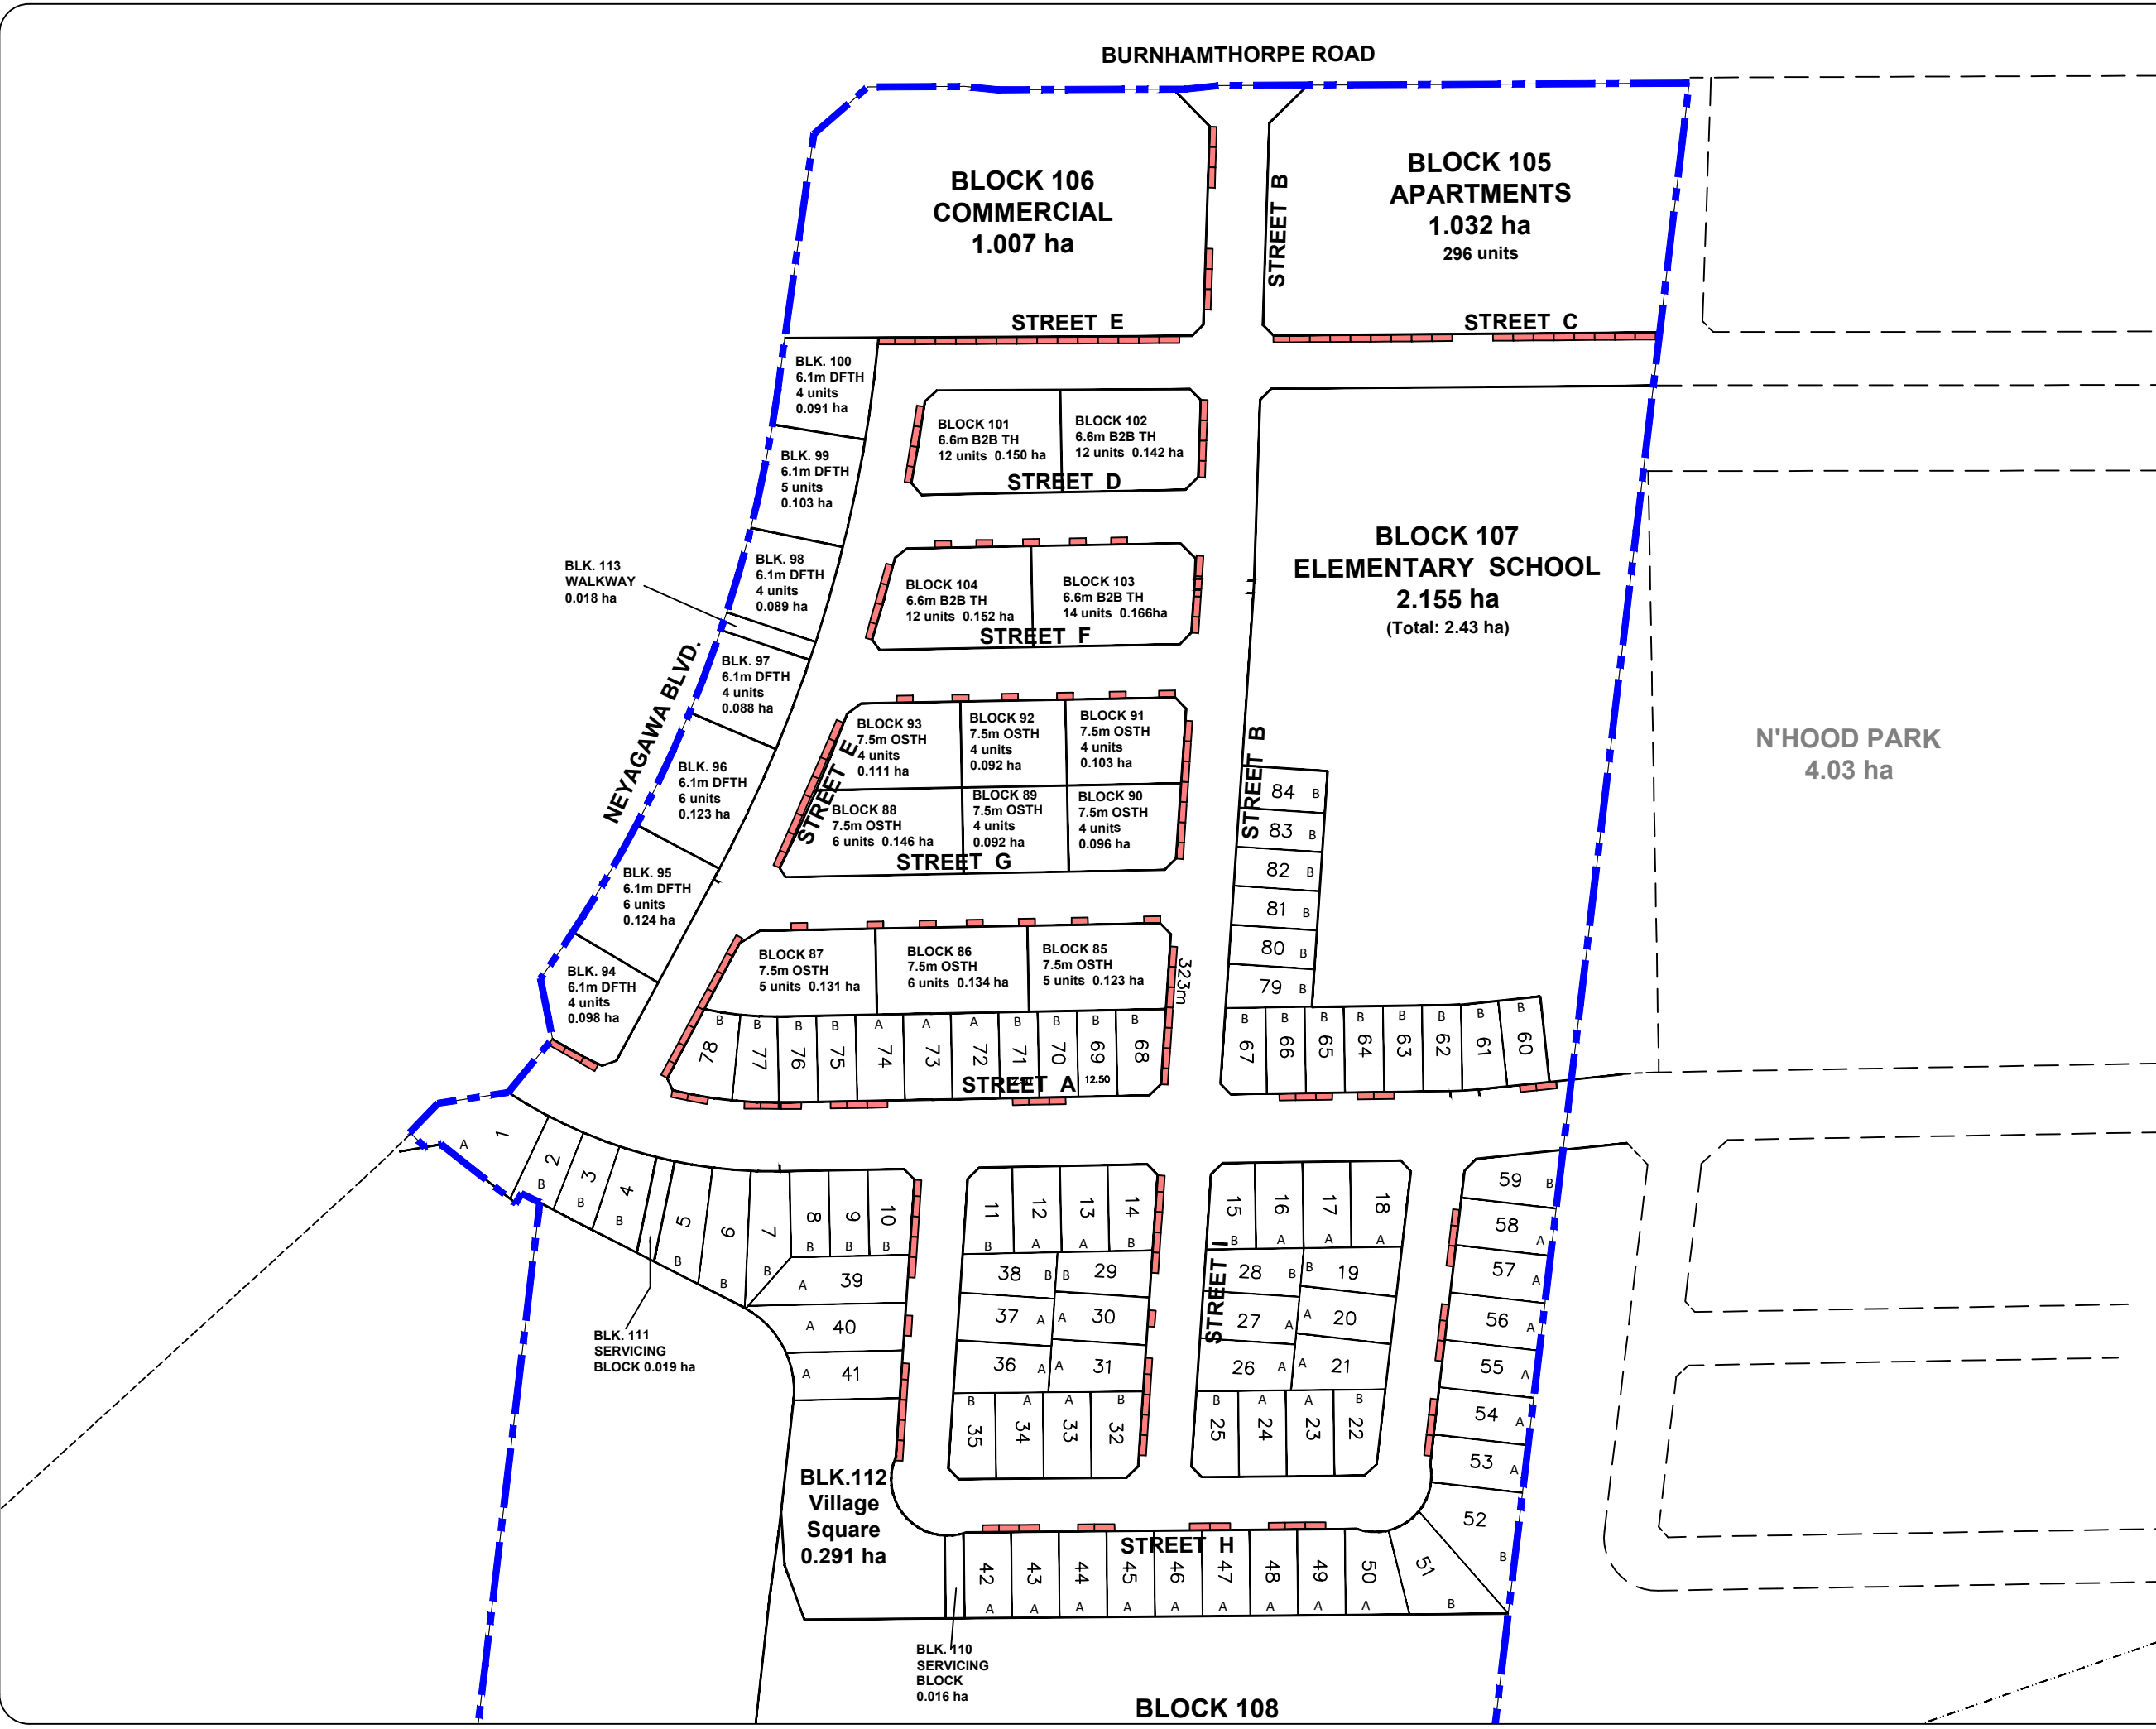 BURNHAMTHORPE ROAD
BLOCK 106
COMMERCIAL
1.007 ha
STREET B
BLOCK 105
APARTMENTS
1.032 ha
296 units
STREET E
STREET C
BLK. 100
6.1m DFTH
4 units
0.091 ha
BLOCK 101
6.6m B2B TH
12 units 0.150 ha
BLOCK 102
6.6m B2B TH
12 units 0.142 ha
STREET D
BLK. 99
6.1m DFTH
5 units
0.103 ha
BLOCK 107
ELEMENTARY SCHOOL
2.155 ha
(Total: 2.43 ha)
BLK. 98
6.1m DFTH
4 units
0.089 ha
BLK. 113
WALKWAY
0.018 ha
BLOCK 104
6.6m B2B TH
12 units 0.152 ha
BLOCK 103
6.6m B2B TH
14 units 0.166ha
STREET F
NEYAGAWA BLVD.
BLK. 97
6.1m DFTH
4 units
0.088 ha
BLOCK 93
7.5m OSTH
4 units
0.111 ha
BLOCK 92
7.5m OSTH
4 units
0.092 ha
BLOCK 91
7.5m OSTH
4 units
0.103 ha
STREET E
STREET B
N'HOOD PARK
4.03 ha
BLK. 96
6.1m DFTH
6 units
0.123 ha
BLOCK 88
7.5m OSTH
6 units 0.146 ha
BLOCK 89
7.5m OSTH
4 units
0.092 ha
BLOCK 90
7.5m OSTH
4 units
0.096 ha
STREET G
84 B
83 B
82 B
81 B
80 B
79 B
BLK. 95
6.1m DFTH
6 units
0.124 ha
BLK. 94
6.1m DFTH
4 units
0.098 ha
BLOCK 87
7.5m OSTH
5 units 0.131 ha
BLOCK 86
7.5m OSTH
6 units 0.134 ha
BLOCK 85
7.5m OSTH
5 units 0.123 ha
323m
B B B B A A A B B B B
78 77 76 75 74 73 72 71 70 69 68
12.50
STREET A
B B B B B B B B
67 66 65 64 63 62 61 60
A 1
2 B
3 B
4 B
5 B
6 B
7 B
8 B
9 B
10 B
A 39
A 40
A 41
11 12 13 14
B A A B
38 B B 29
37 A A 30
36 A A 31
B A A B
35 34 33 32
15 16 17 18
B A A A
STREET I
28 B B 19
27 A A 20
26 A A 21
B A A B
25 24 23 22
59 B
58 A
57 A
56 A
55 A
54 A
53 A
52 B
51 B
BLK. 111
SERVICING
BLOCK 0.019 ha
BLK.112
Village
Square
0.291 ha
STREET H
42 43 44 45 46 47 48 49 50
A A A A A A A A A
BLK. 110
SERVICING
BLOCK
0.016 ha
BLOCK 108